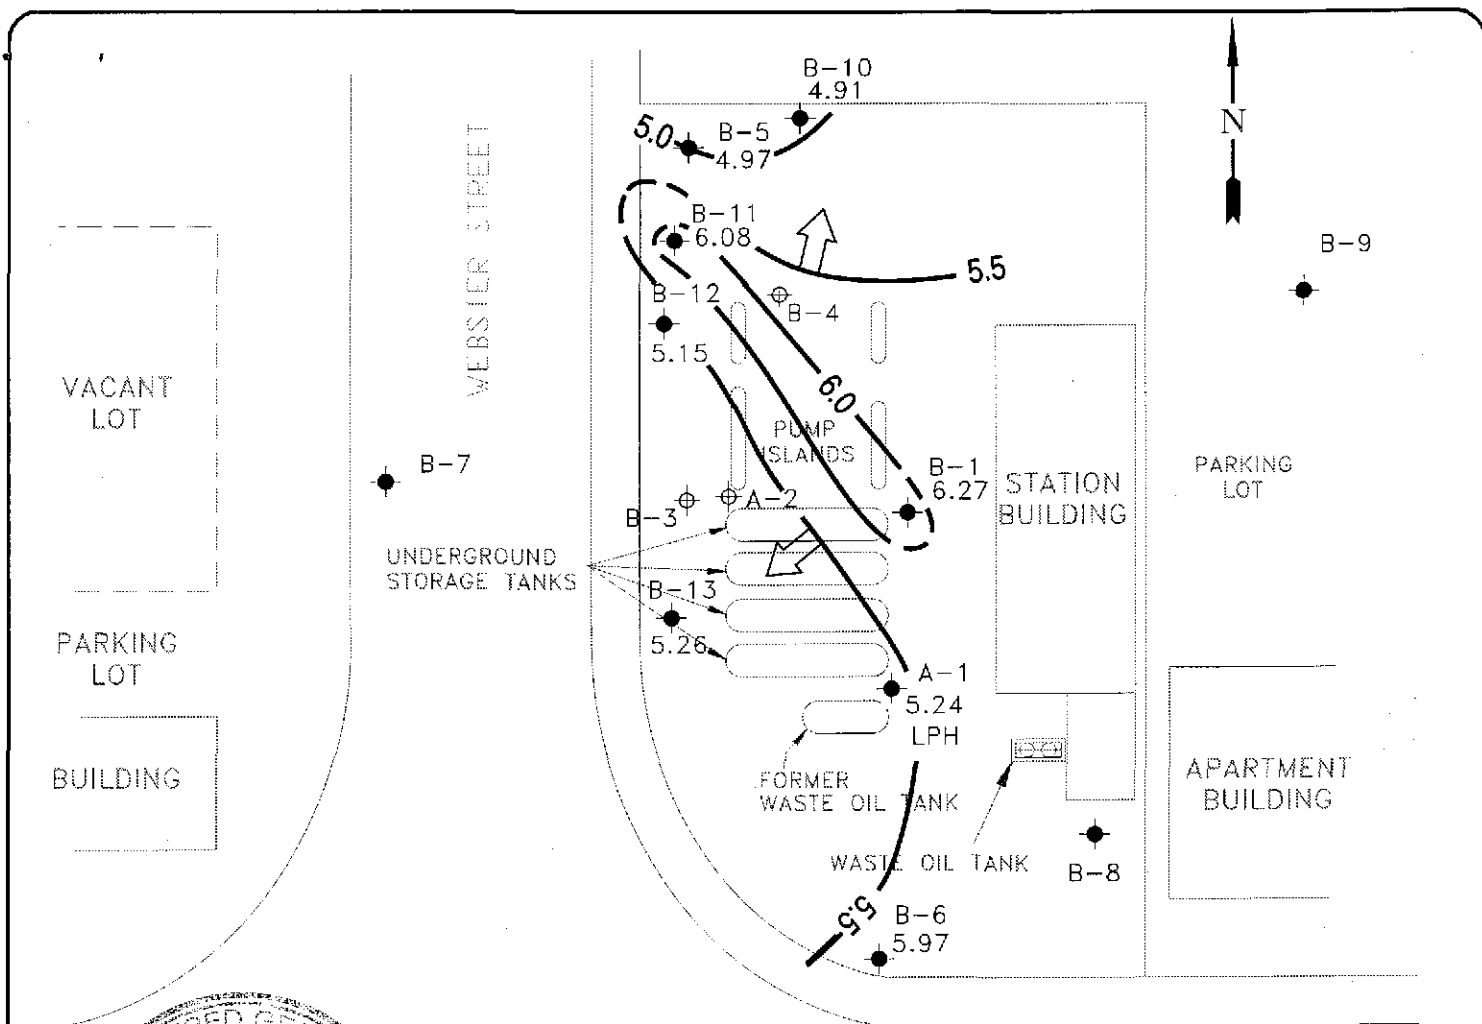 B-10
4.91
N
5.0
B-5
4.97
WEBSTER STREET
B-11
6.08
B-9
5.5
B-12
B-4
5.15
VACANT
LOT
6.0
PUMP
ISLANDS
B-7
B-1
6.27
STATION
BUILDING
PARKING
LOT
A-2
B-3
UNDERGROUND
STORAGE TANKS
B-13
5.26
PARKING
LOT
A-1
5.24
LPH
BUILDING
FORMER
WASTE OIL TANK
APARTMENT
BUILDING
WASTE OIL TANK
B-8
5.5
B-6
5.97